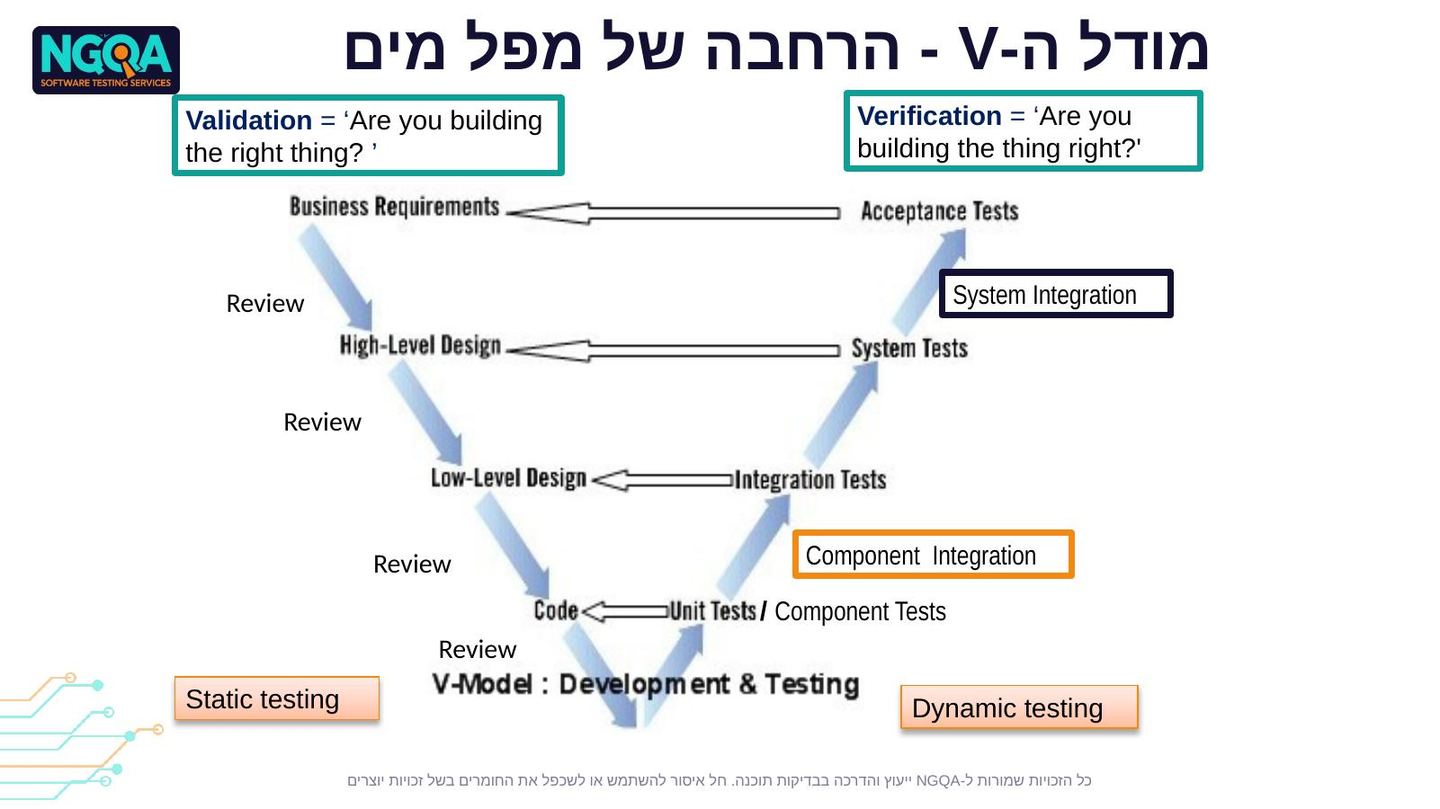 מודל ה-V - הרחבה של מפל מים
NGQA
SOFTWARE TESTING SERVICES
Validation = ‘Are you building
the right thing? ’
Verification = ‘Are you
building the thing right?'
Business Requirements
Acceptance Tests
System Integration
Review
High-Level Design
System Tests
Review
Low-Level Design
Integration Tests
Component  Integration
Review
Code
Unit Tests / Component Tests
Review
V-Model : Development & Testing
Static testing
Dynamic testing
כל הזכויות שמורות ל-NGQA ייעוץ והדרכה בבדיקות תוכנה. חל איסור להשתמש או לשכפל את החומרים בשל זכויות יוצרים